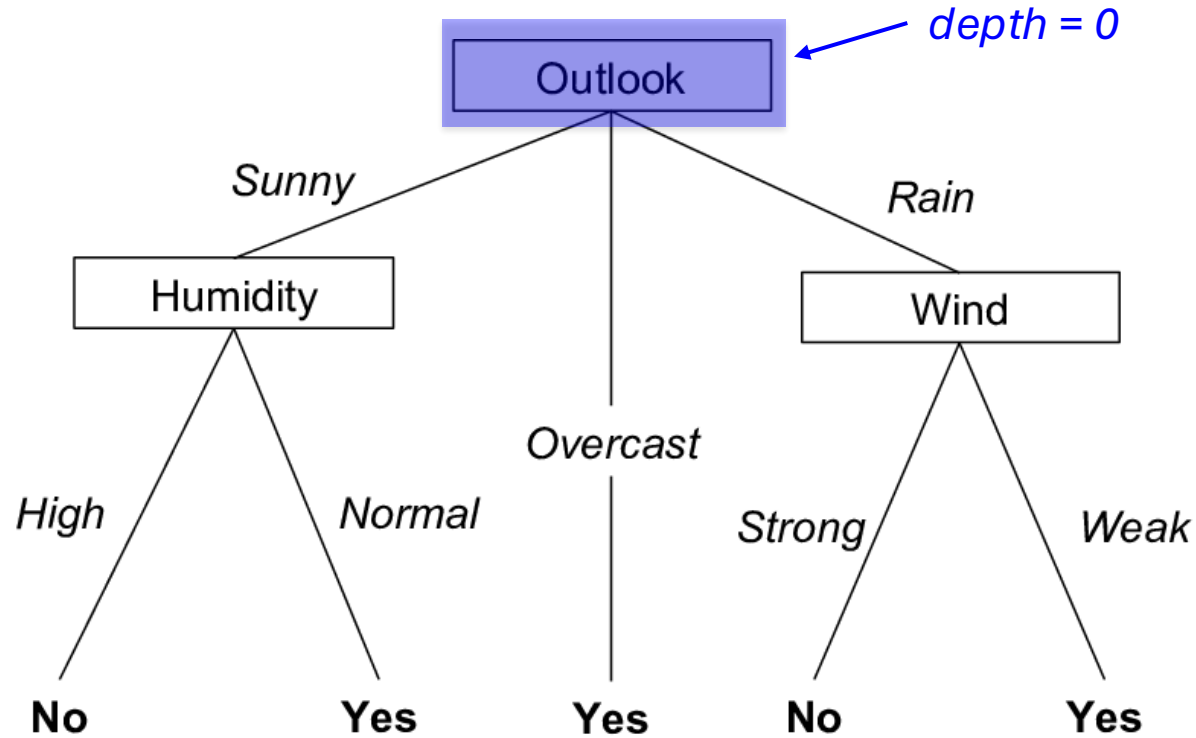 depth = 0
Outlook
Sunny
Rain
Humidity
Wind
Overcast
High
Normal
Strong
Weak
No
Yes
Yes
No
Yes